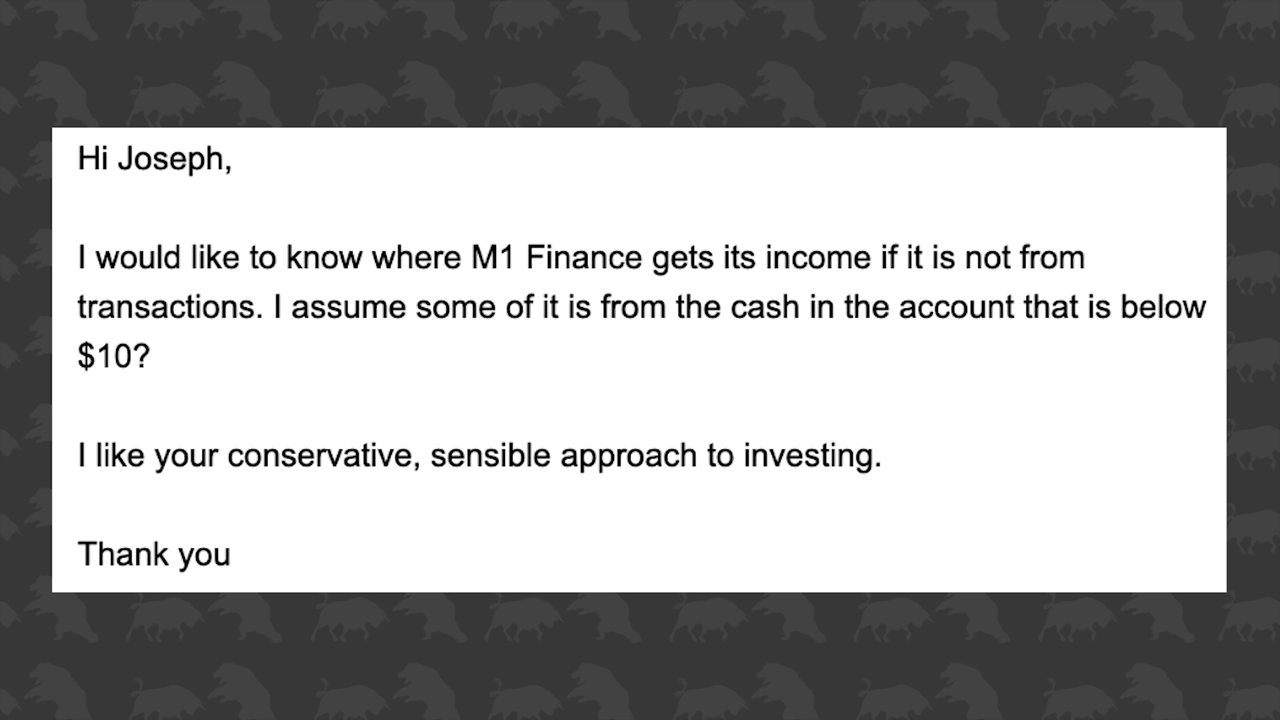 Hi Joseph,
I would like to know where M1 Finance gets its income if it is not from
transactions. I assume some of it is from the cash in the account that is below
$10?
I like your conservative, sensible approach to investing.
Thank you